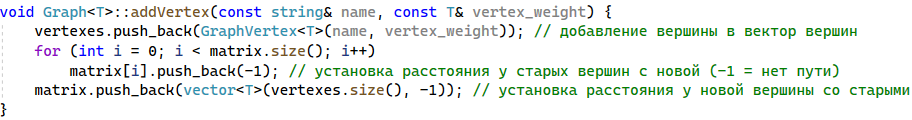 void Graph<T>::addVertex(const string& name, const T& vertex_weight) {
    vertexes.push_back(GraphVertex<T>(name, vertex_weight)); // добавление вершины в вектор вершин
    for (int i = 0; i < matrix.size(); i++)
        matrix[i].push_back(-1); // установка расстояния у старых вершин с новой (-1 = нет пути)
    matrix.push_back(vector<T>(vertexes.size(), -1)); // установка расстояния у новой вершины со старыми
}